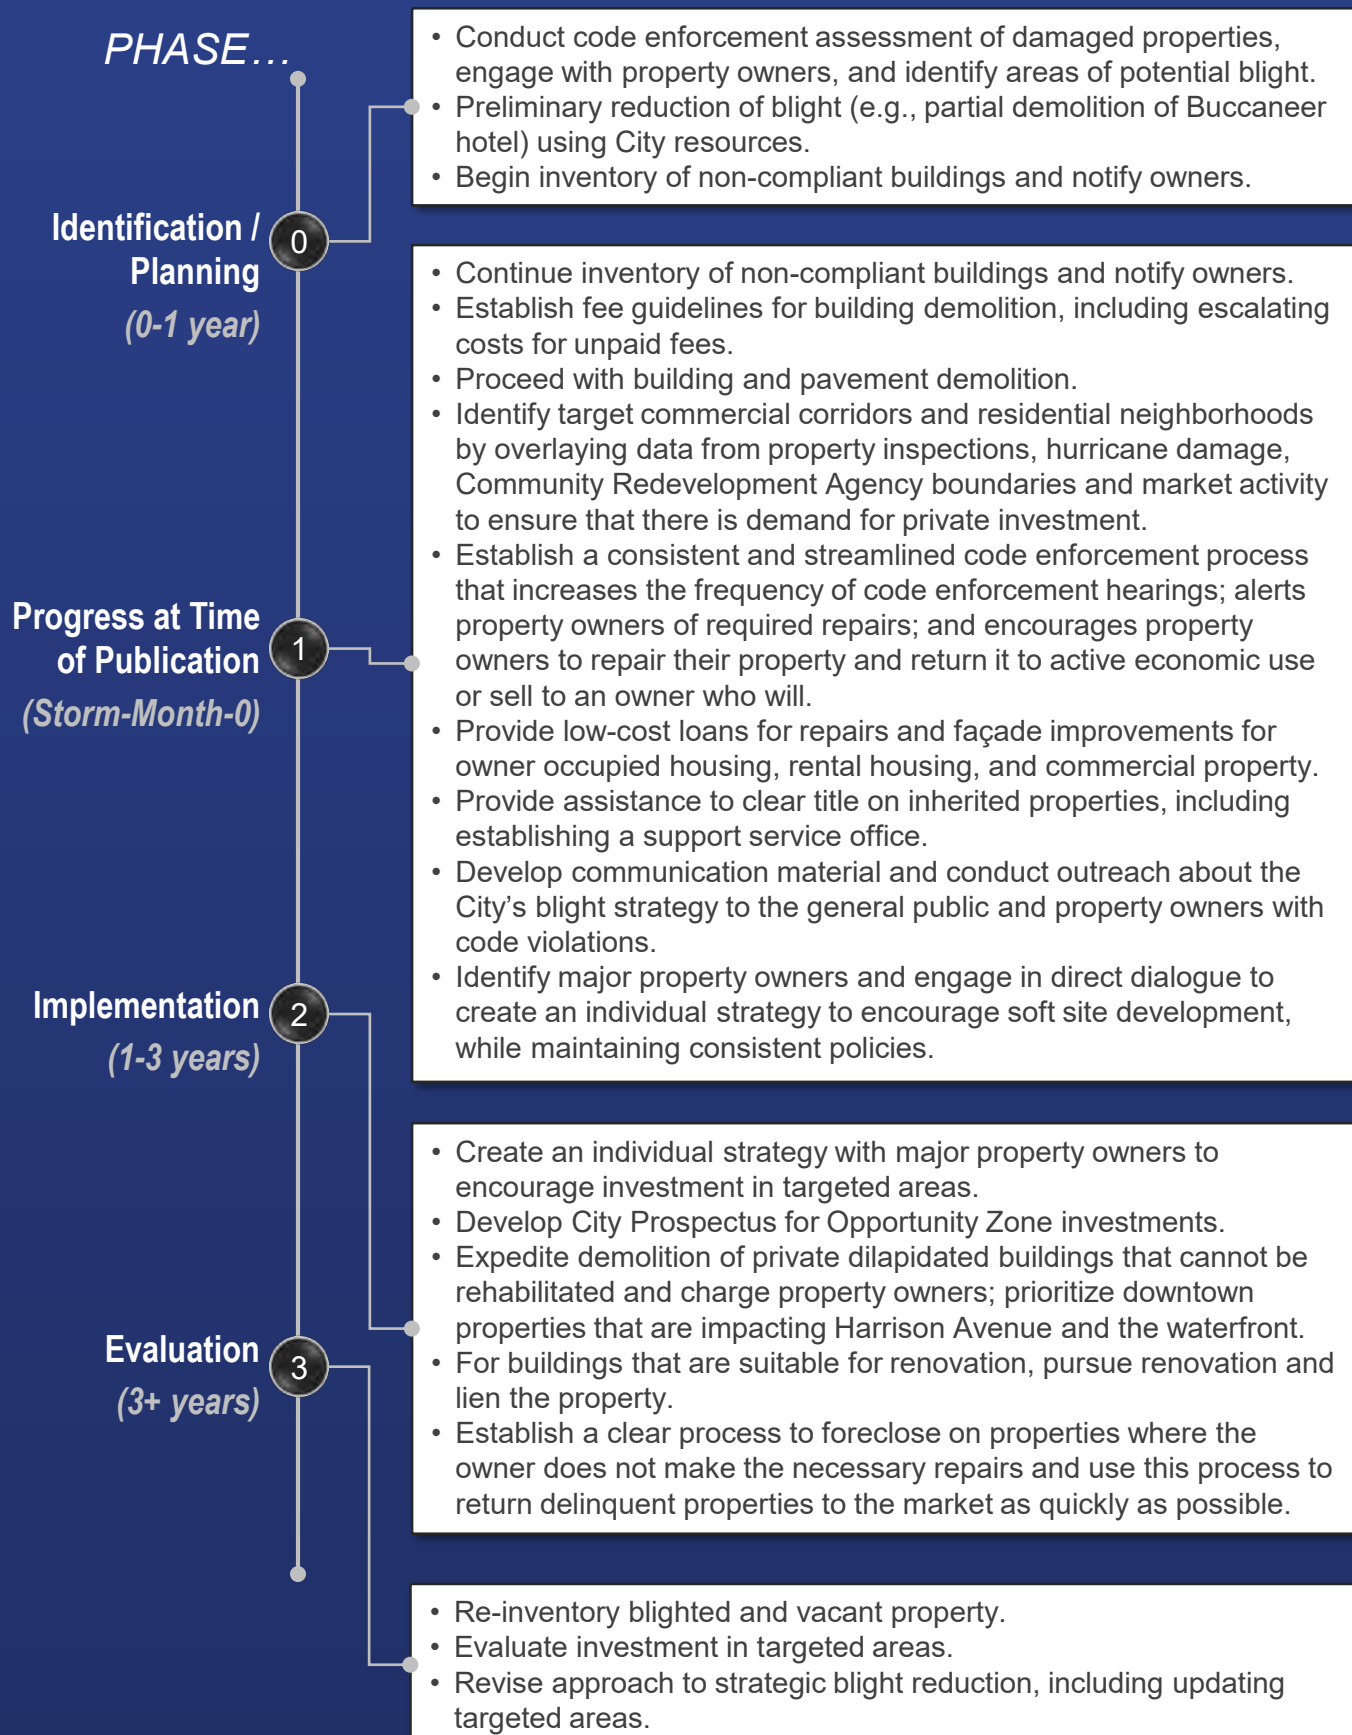 PHASE…
• Conduct code enforcement assessment of damaged properties,
engage with property owners, and identify areas of potential blight.
• Preliminary reduction of blight (e.g., partial demolition of Buccaneer
hotel) using City resources.
• Begin inventory of non-compliant buildings and notify owners.
Identification /
Planning
(0-1 year)
0
• Continue inventory of non-compliant buildings and notify owners.
• Establish fee guidelines for building demolition, including escalating
costs for unpaid fees.
• Proceed with building and pavement demolition.
• Identify target commercial corridors and residential neighborhoods
by overlaying data from property inspections, hurricane damage,
Community Redevelopment Agency boundaries and market activity
to ensure that there is demand for private investment.
• Establish a consistent and streamlined code enforcement process
that increases the frequency of code enforcement hearings; alerts
property owners of required repairs; and encourages property
owners to repair their property and return it to active economic use
or sell to an owner who will.
• Provide low-cost loans for repairs and façade improvements for
owner occupied housing, rental housing, and commercial property.
• Provide assistance to clear title on inherited properties, including
establishing a support service office.
• Develop communication material and conduct outreach about the
City’s blight strategy to the general public and property owners with
code violations.
• Identify major property owners and engage in direct dialogue to
create an individual strategy to encourage soft site development,
while maintaining consistent policies.
Progress at Time
of Publication
(Storm-Month-0)
1
Implementation
(1-3 years)
2
• Create an individual strategy with major property owners to
encourage investment in targeted areas.
• Develop City Prospectus for Opportunity Zone investments.
• Expedite demolition of private dilapidated buildings that cannot be
rehabilitated and charge property owners; prioritize downtown
properties that are impacting Harrison Avenue and the waterfront.
• For buildings that are suitable for renovation, pursue renovation and
lien the property.
• Establish a clear process to foreclose on properties where the
owner does not make the necessary repairs and use this process to
return delinquent properties to the market as quickly as possible.
Evaluation
(3+ years)
3
• Re-inventory blighted and vacant property.
• Evaluate investment in targeted areas.
• Revise approach to strategic blight reduction, including updating
targeted areas.